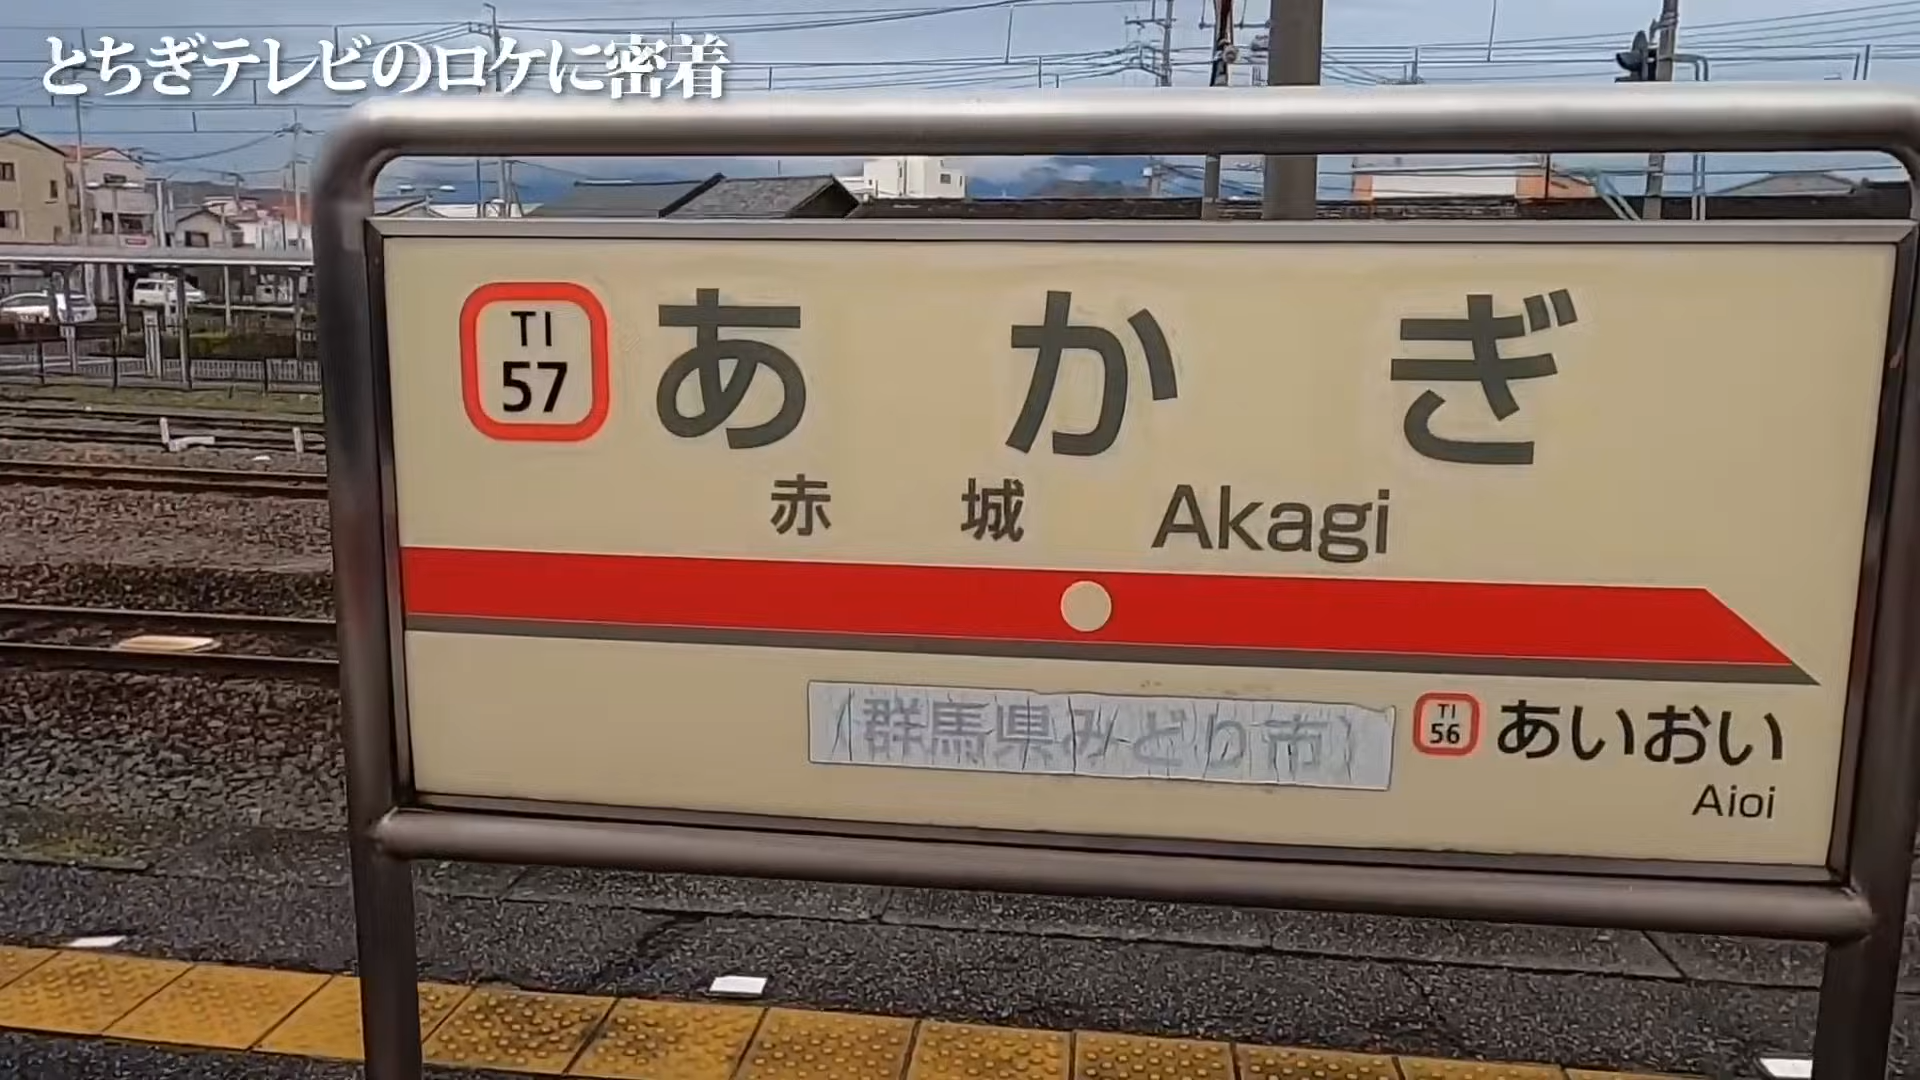 とちぎテレビのロケに密着
TI
57
あかぎ
赤城 Akagi
(群馬県みどり市)
TI
56
あいおい
Aioi